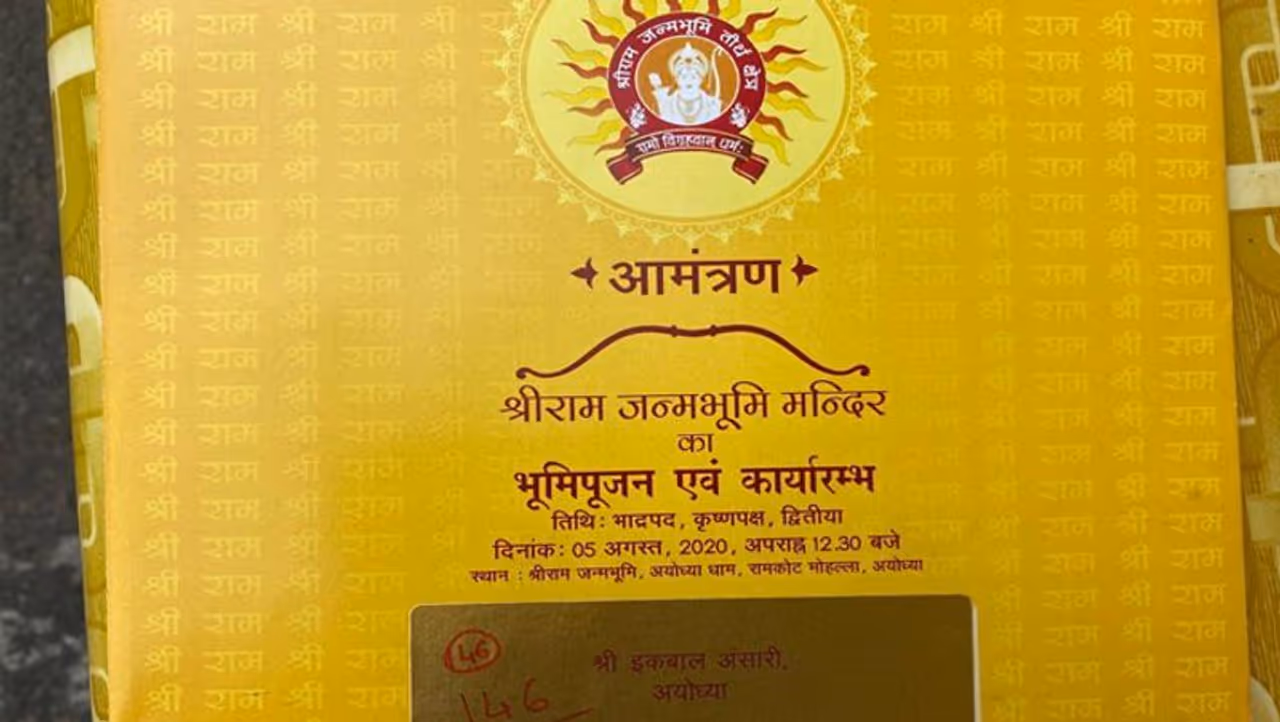 श्रीराम जन्मभूमि तीर्थ क्षेत्र
रामो विग्रहवान् धर्मः
आमंत्रण
श्रीराम जन्मभूमि मन्दिर
का
भूमिपूजन एवं कार्यारम्भ
तिथि : भाद्रपद, कृष्णपक्ष, द्वितीया
दिनांक: 05 अगस्त, 2020, अपराह्न 12.30 बजे
स्थान : श्रीराम जन्मभूमि, अयोध्या धाम, रामकोट मोहल्ला, अयोध्या
46
श्री इकबाल अंसारी,
146
अयोध्या